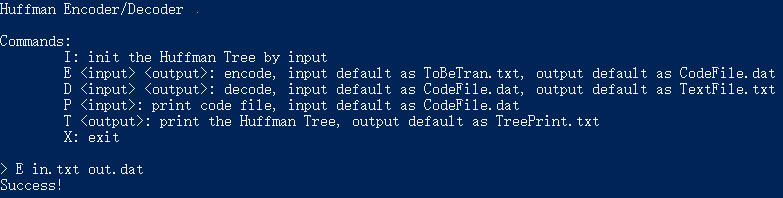 Huffman Encoder/Decoder .
Commands:
I: init the Huffman Tree by input
E <input> <output>: encode, input default as ToBeTran.txt, output default as CodeFile.dat
D <input> <output>: decode, input default as CodeFile.dat, output default as TextFile.txt
P <input>: print code file, input default as CodeFile.dat
T <output>: print the Huffman Tree, output default as TreePrint.txt
X: exit
> E in.txt out.dat
Success!